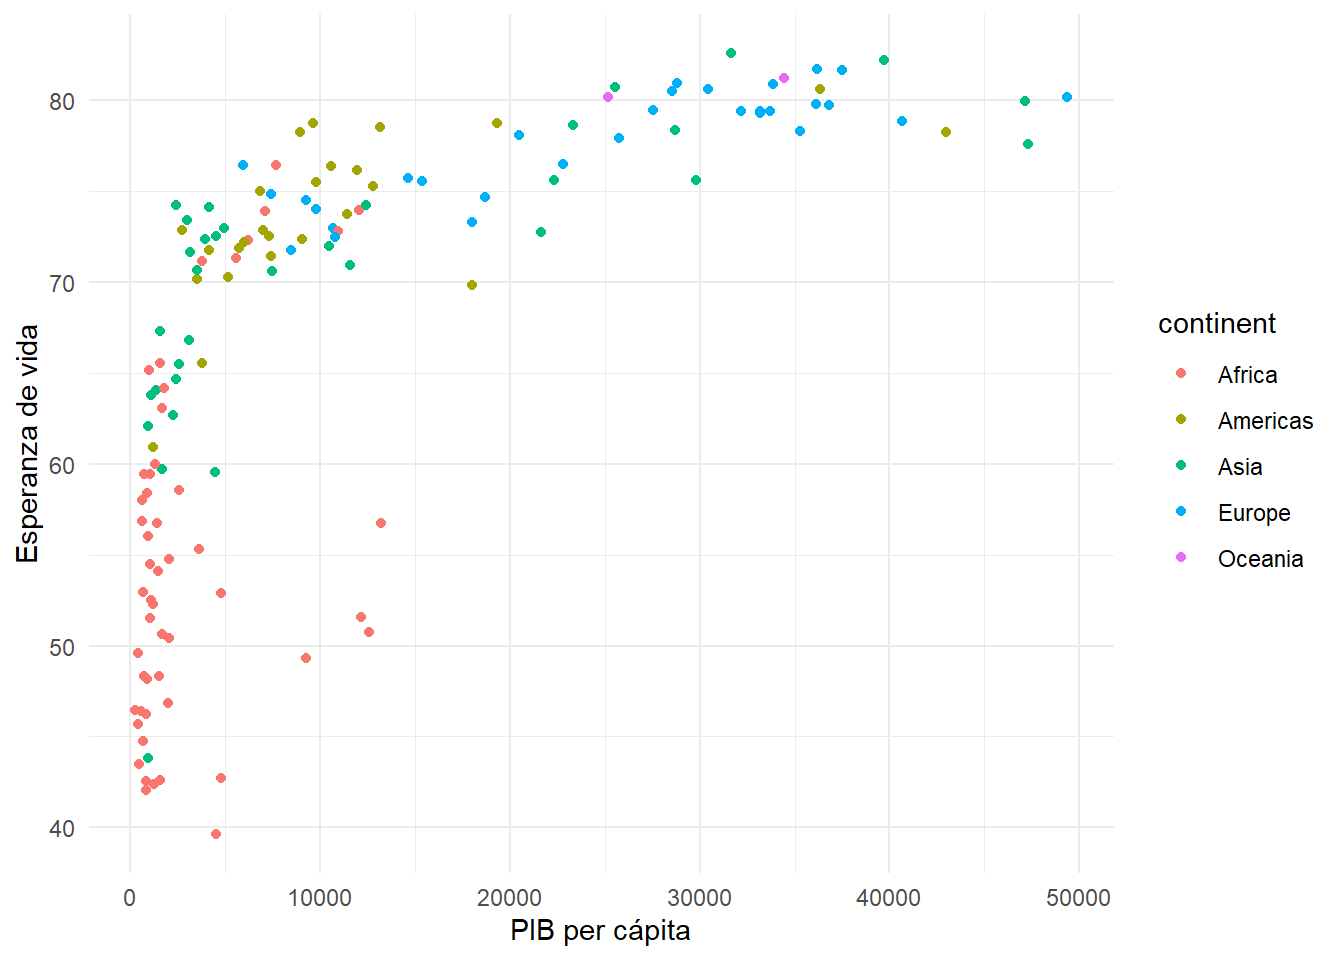 80
70
60
50
40
Esperanza de vida
0
10000
20000
30000
40000
50000
PIB per cápita
continent
Africa
Americas
Asia
Europe
Oceania